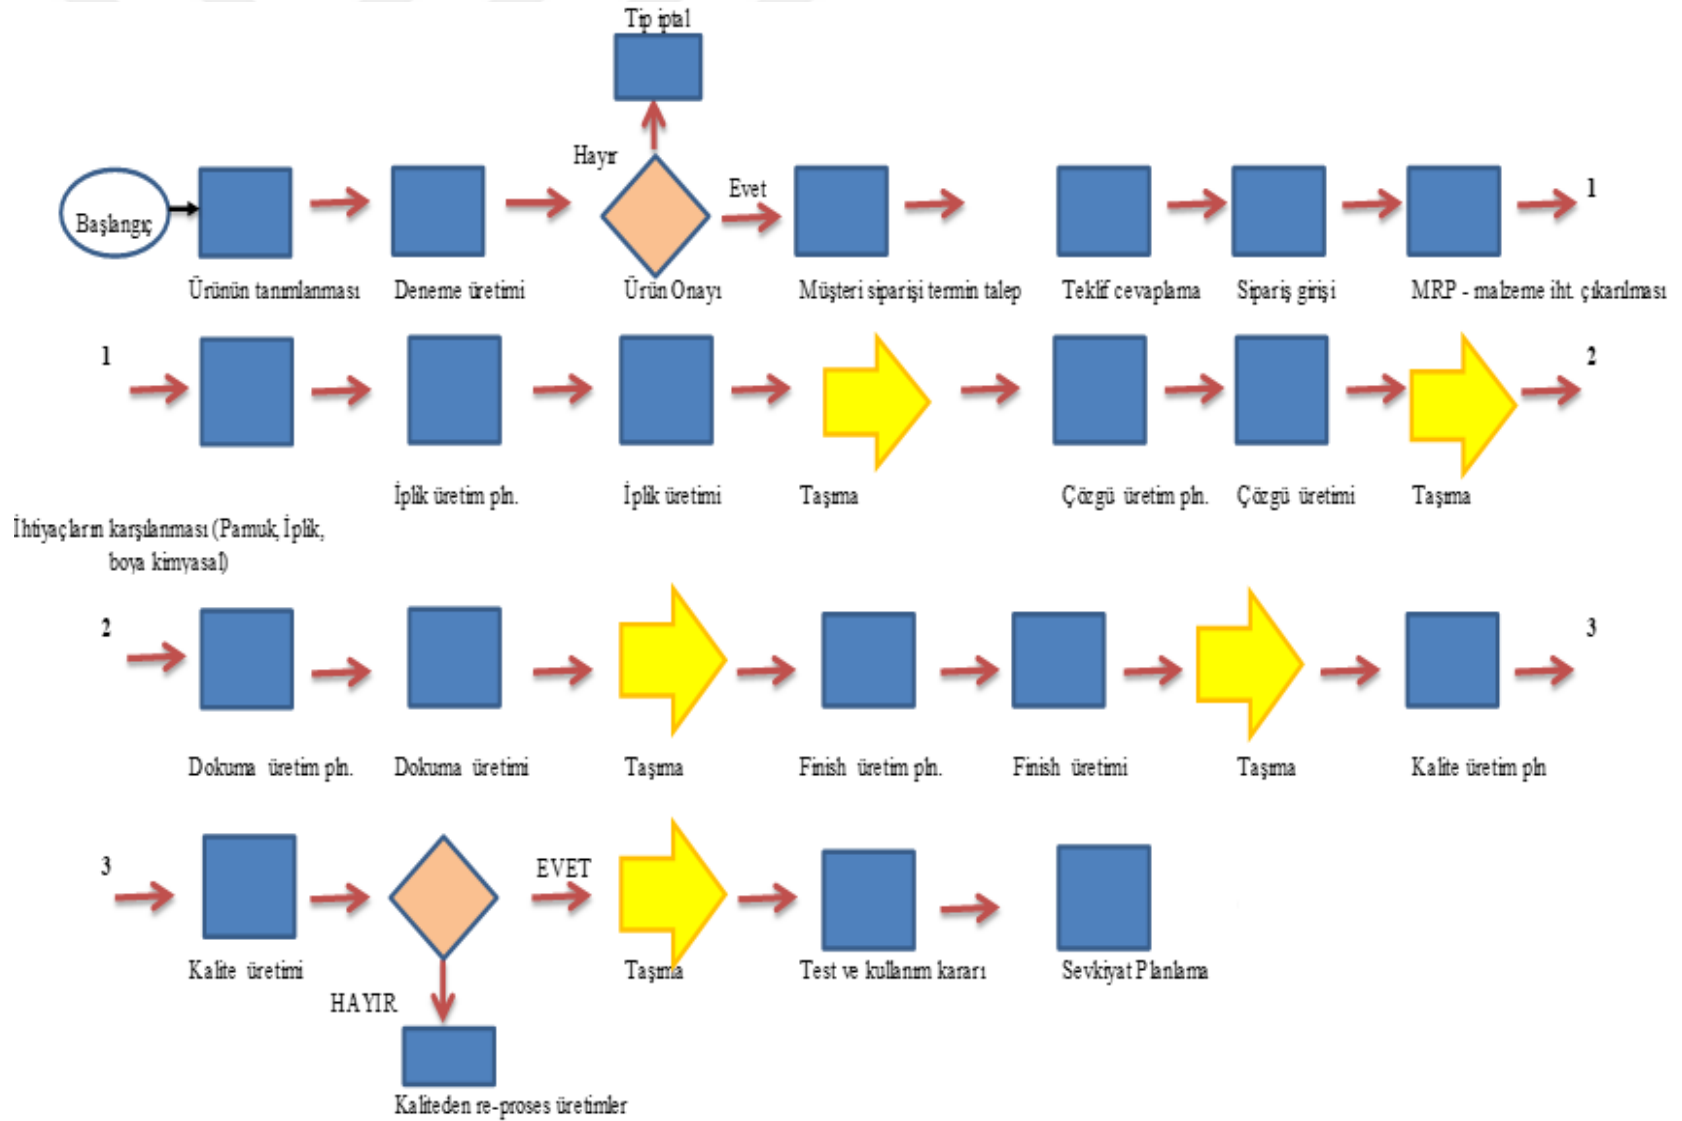 Tip iptal
Hayır
Evet
Başlangıç
1
Ürünün tanımlanması
Deneme üretimi
Ürün Onayı
Müşteri siparişi termin talep
Teklif cevaplama
Sipariş girişi
MRP - malzeme iht. çıkarılması
1
2
İplik üretim pln.
İplik üretimi
Taşıma
Çözgü üretim pln.
Çözgü üretimi
Taşıma
İhtiyaçların karşılanması (Pamuk, İplik,
boya kimyasal)
2
3
Dokuma üretim pln.
Dokuma üretimi
Taşıma
Finish üretim pln.
Finish üretimi
Taşıma
Kalite üretim pln
3
EVET
Kalite üretimi
Taşıma
Test ve kullanım kararı
Sevkiyat Planlama
HAYIR
Kaliteden re-proses üretimler